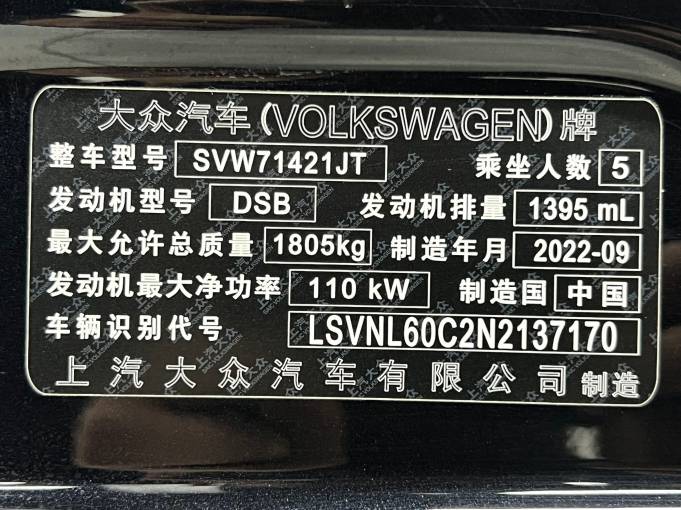 大众汽车(VOLKSWAGEN)牌
整车型号 SVW71421JT 乘坐人数 5
发动机型号 DSB 发动机排量 1395 mL
最大允许总质量 1805kg 制造年月 2022-09
发动机最大净功率 110 kW 制造国 中国
车辆识别代号 LSVNL60C2N2137170
上汽大众汽车有限公司 制造